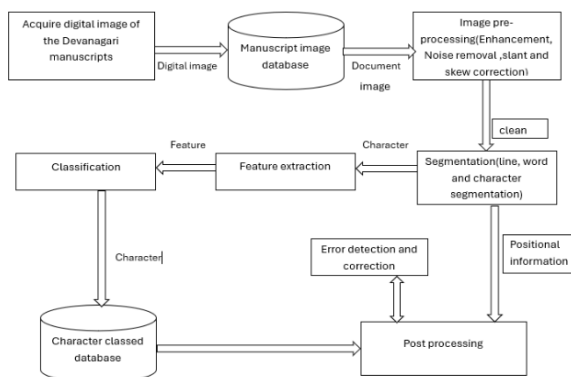 Acquire digital image of
the Devanagari
manuscripts
Digital image
Manuscript image
database
Document
image
Image pre-
processing(Enhancement,
Noise removal ,slant and
skew correction)
clean
Segmentation(line, word
and character
segmentation)
Character
Feature extraction
Feature
Classification
Character
Positional
information
Error detection and
correction
Character classed
database
Post processing